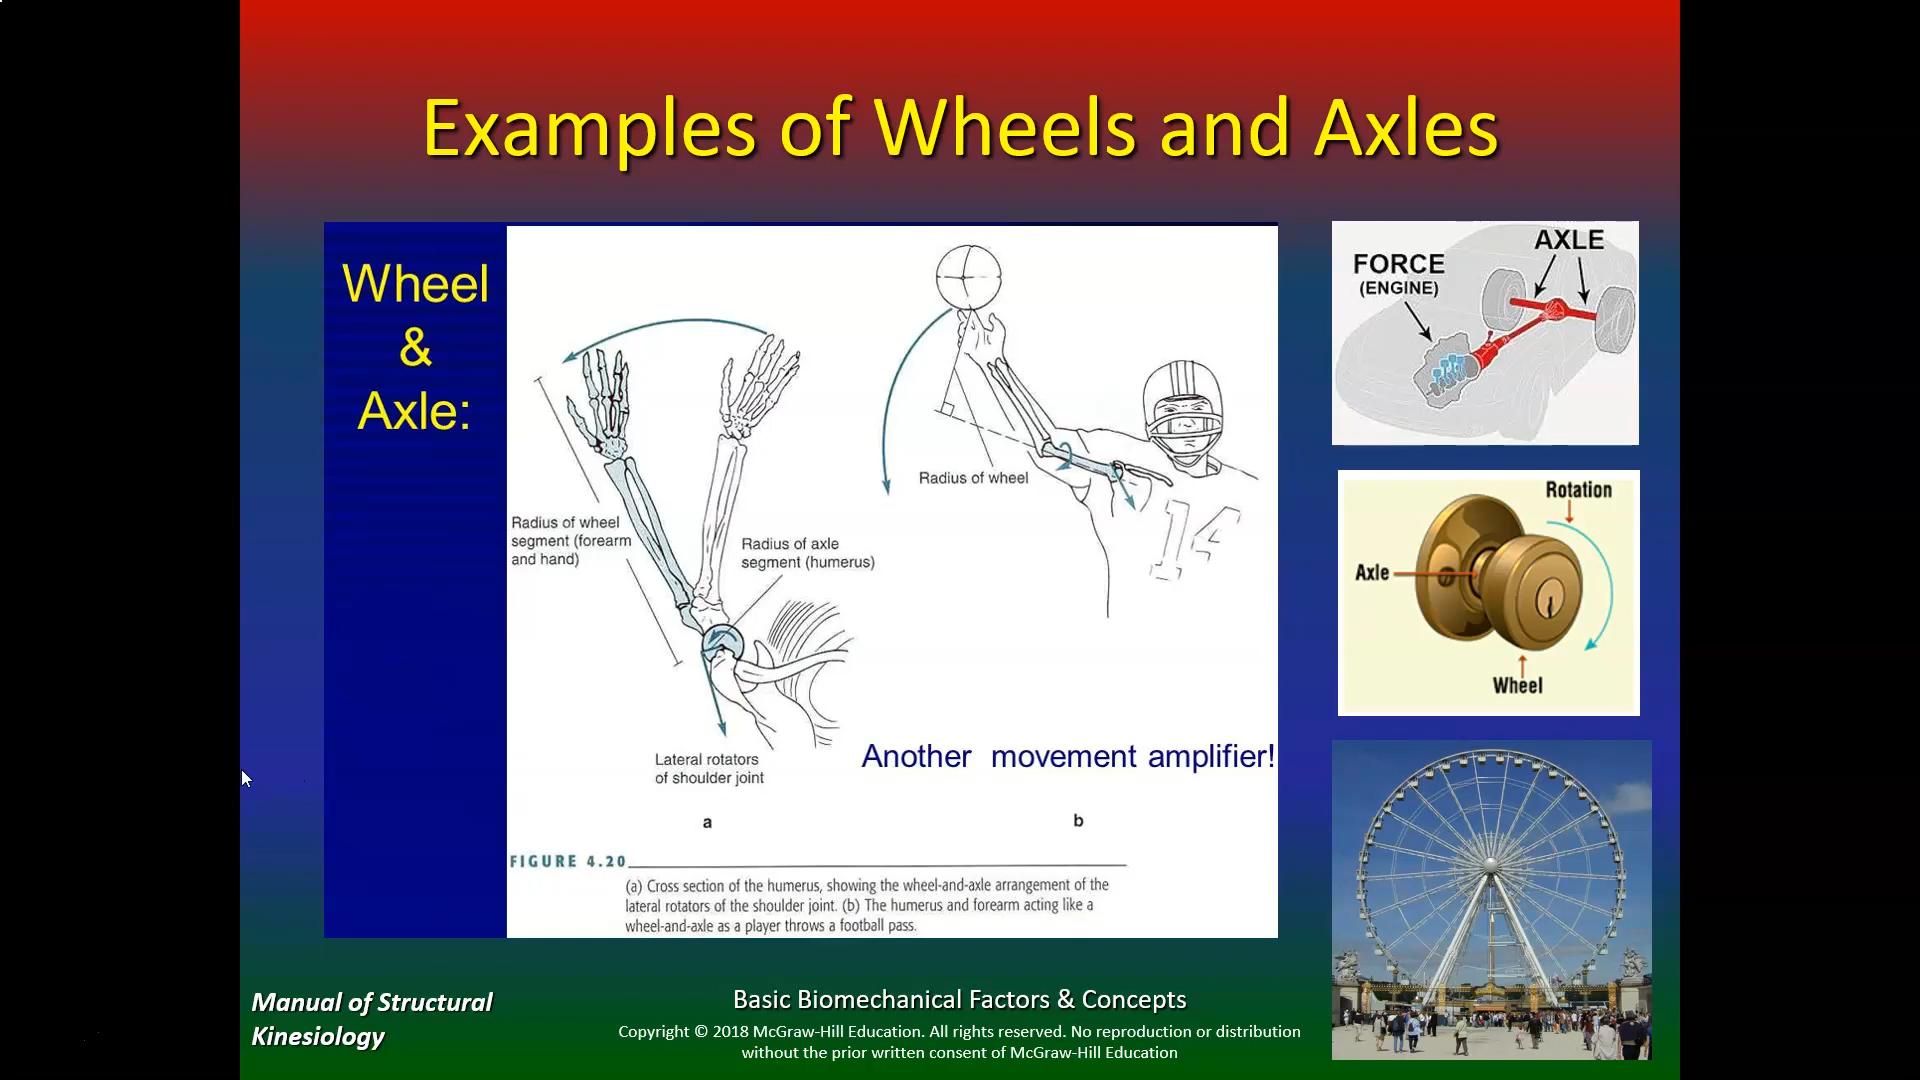 Examples of Wheels and Axles
Wheel
&
Axle:
Radius of wheel
segment (forearm
and hand)
Radius of axle
segment (humerus)
Lateral rotators
of shoulder joint
a
Radius of wheel
14
Another movement amplifier!
b
FIGURE 4.20
(a) Cross section of the humerus, showing the wheel-and-axle arrangement of the
lateral rotators of the shoulder joint. (b) The humerus and forearm acting like a
wheel-and-axle as a player throws a football pass.
FORCE
(ENGINE)
AXLE
Rotation
Axle
Wheel
Manual of Structural
Kinesiology
Basic Biomechanical Factors & Concepts
Copyright © 2018 McGraw-Hill Education. All rights reserved. No reproduction or distribution
without the prior written consent of McGraw-Hill Education